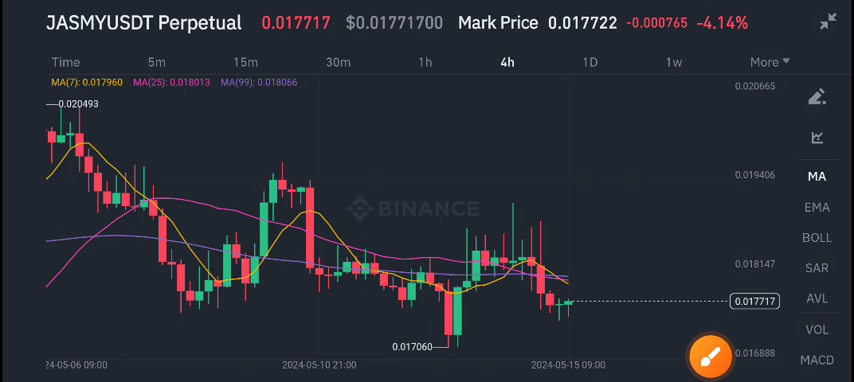 JASMYUSDT Perpetual 0.017717 $0.01771700 Mark Price 0.017722 -0.000765 -4.14%
Time 5m 15m 30m 1h 4h 1D 1w More
MA(7): 0.017960 MA(25): 0.018013 MA(99): 0.018066
0.020665
0.020493
MA
0.019406
EMA
BINANCE
BOLL
0.018147
SAR
0.017717
AVL
VOL
0.017060
0.016888
MACD
24-05-06 09:00 2024-05-10 21:00 2024-05-15 09:00